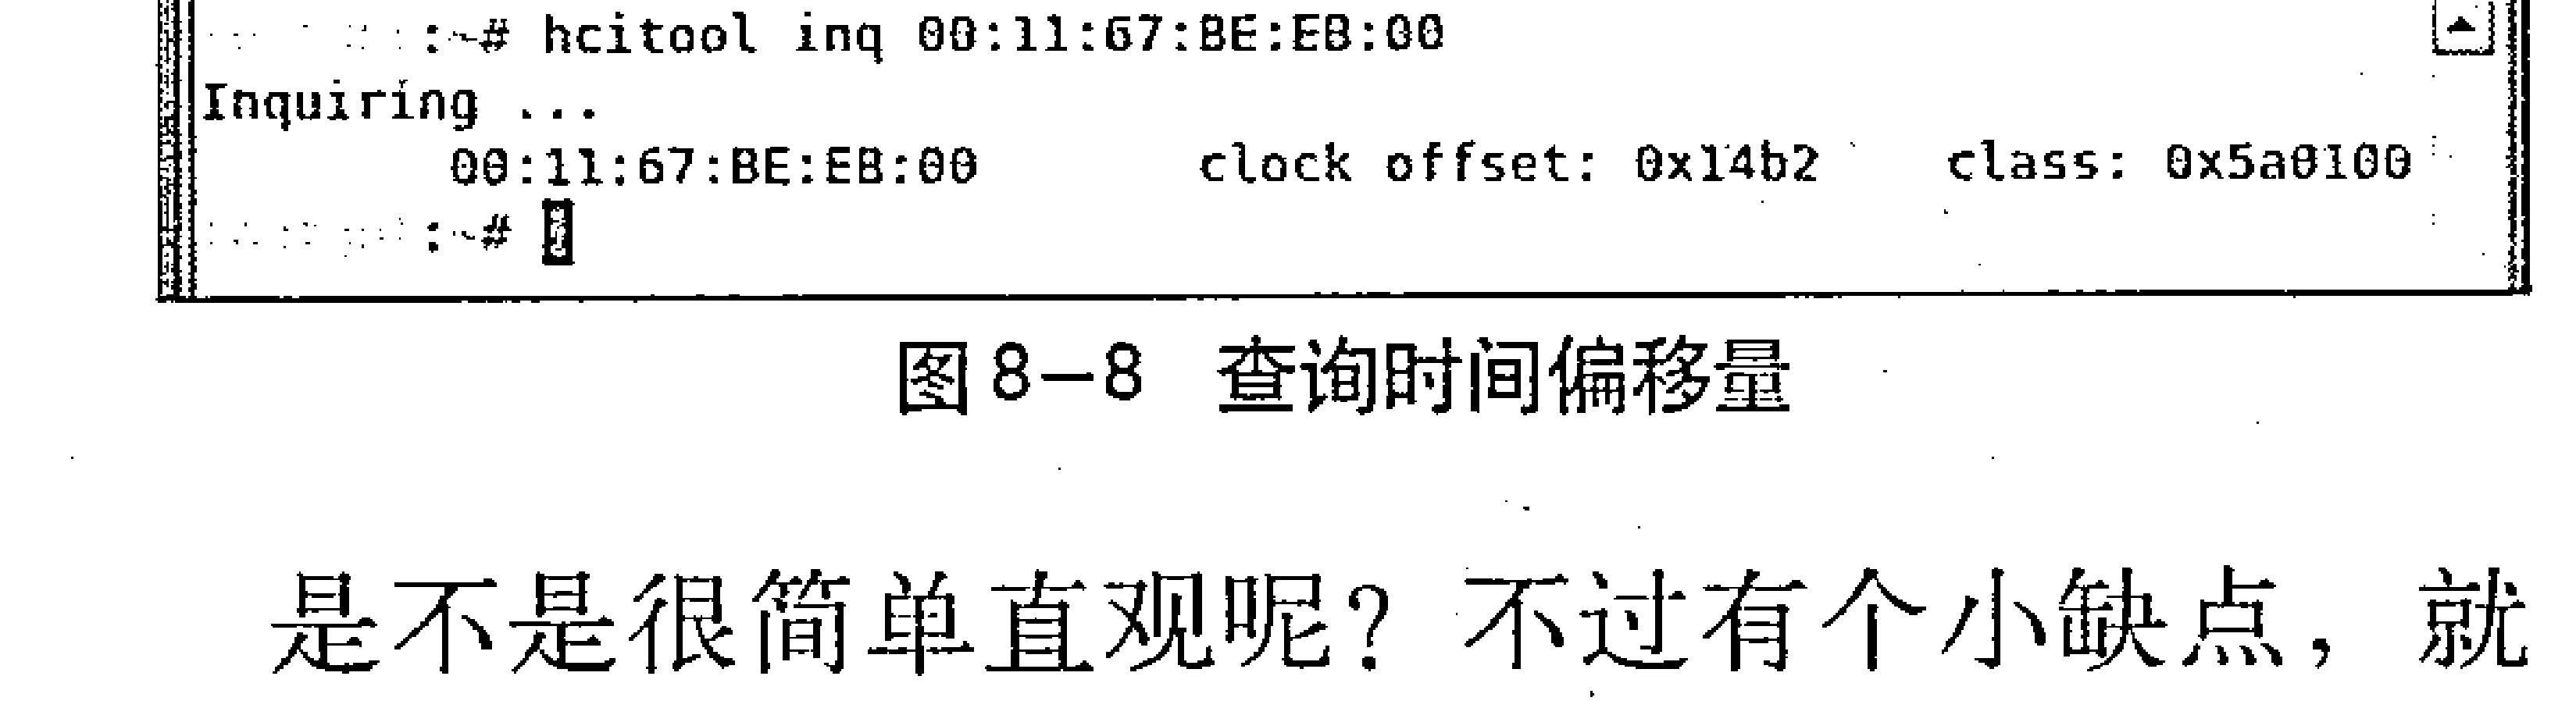 :~# hcitool inq 00:11:67:BE:EB:00
Inquiring ...
00:11:67:BE:EB:00 clock offset: 0x14b2 class: 0x5a0100
:~#
图8-8 查询时间偏移量
是不是很简单直观呢？不过有个小缺点，就